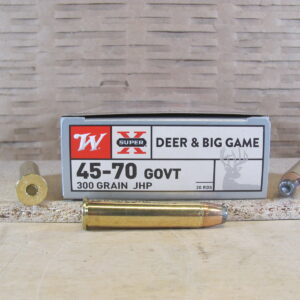 W. SUPER X DEER & BIG GAME
45-70 GOVT
300 GRAIN JHP 20 RDS